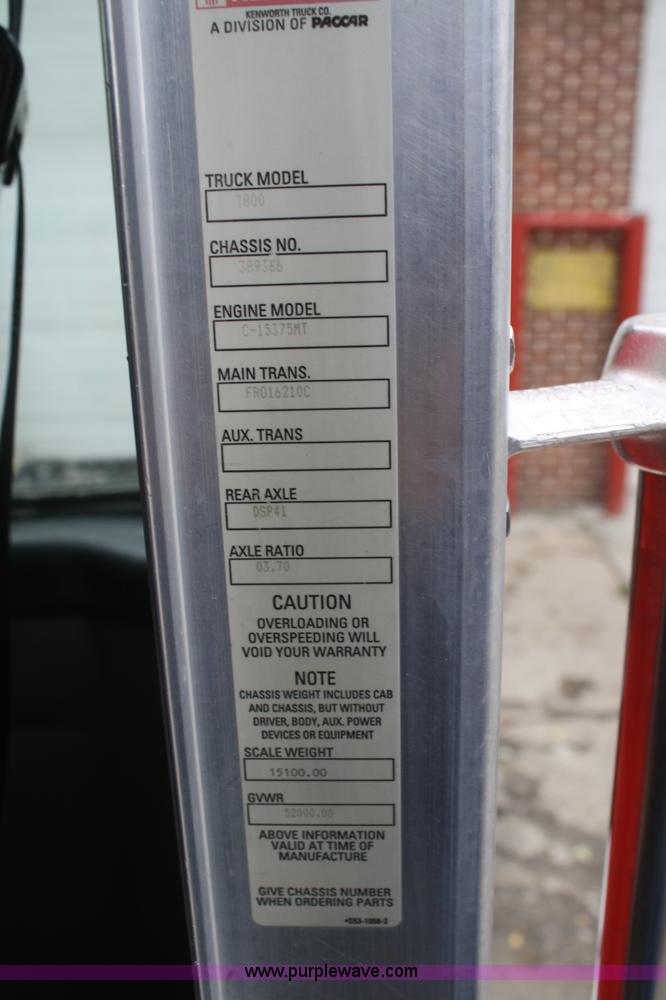 KENWORTH TRUCK CO.
A DIVISION OF PACCAR
TRUCK MODEL
T800
CHASSIS NO.
389366
ENGINE MODEL
C-15375MT
MAIN TRANS.
FRO16210C
AUX. TRANS
REAR AXLE
DSP41
AXLE RATIO
03.70
CAUTION
OVERLOADING OR
OVERSPEEDING WILL
VOID YOUR WARRANTY
NOTE
CHASSIS WEIGHT INCLUDES CAB
AND CHASSIS, BUT WITHOUT
DRIVER, BODY, AUX. POWER
DEVICES OR EQUIPMENT
SCALE WEIGHT
15100.00
GVWR
52000.00
ABOVE INFORMATION
VALID AT TIME OF
MANUFACTURE
GIVE CHASSIS NUMBER
WHEN ORDERING PARTS
www.purplewave.com